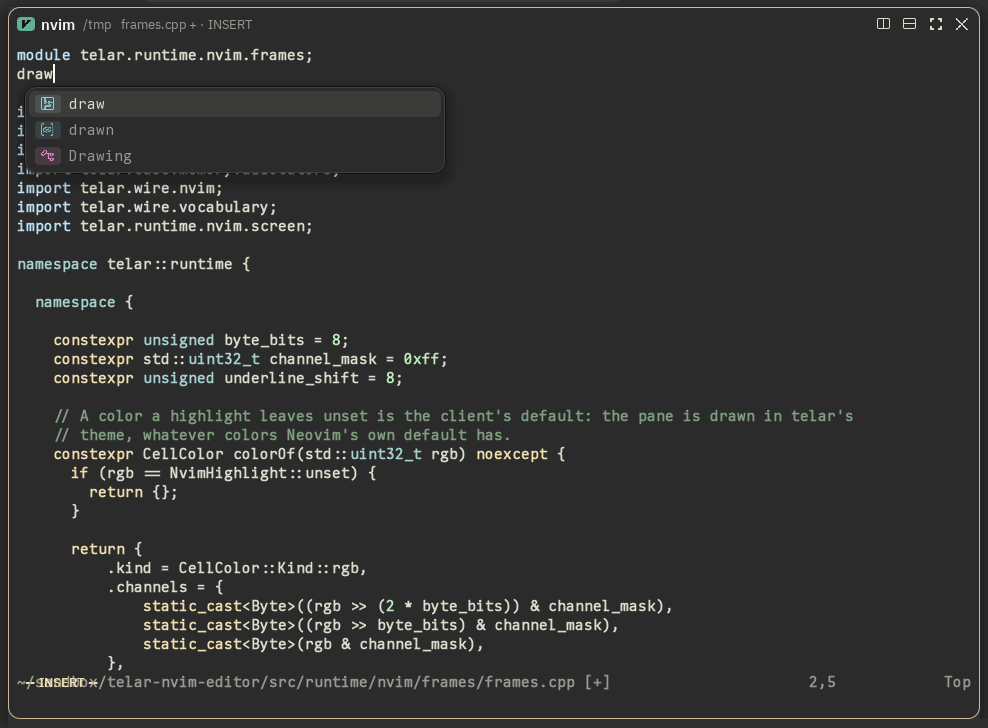 nvim /tmp frames.cpp + · INSERT
module telar.runtime.nvim.frames;
draw
draw
drawn
Drawing
import telar.wire.nvim;
import telar.wire.vocabulary;
import telar.runtime.nvim.screen;
namespace telar::runtime {
namespace {
constexpr unsigned byte_bits = 8;
constexpr std::uint32_t channel_mask = 0xff;
constexpr unsigned underline_shift = 8;
// A color a highlight leaves unset is the client's default: the pane is drawn in telar's
// theme, whatever colors Neovim's own default has.
constexpr CellColor colorOf(std::uint32_t rgb) noexcept {
if (rgb == NvimHighlight::unset) {
return {};
}
return {
.kind = CellColor::Kind::rgb,
.channels = {
static_cast<Byte>((rgb >> (2 * byte_bits)) & channel_mask),
static_cast<Byte>((rgb >> byte_bits) & channel_mask),
static_cast<Byte>(rgb & channel_mask),
},
-- INSERT --
/telar-nvim-editor/src/runtime/nvim/frames/frames.cpp [+] 2,5 Top